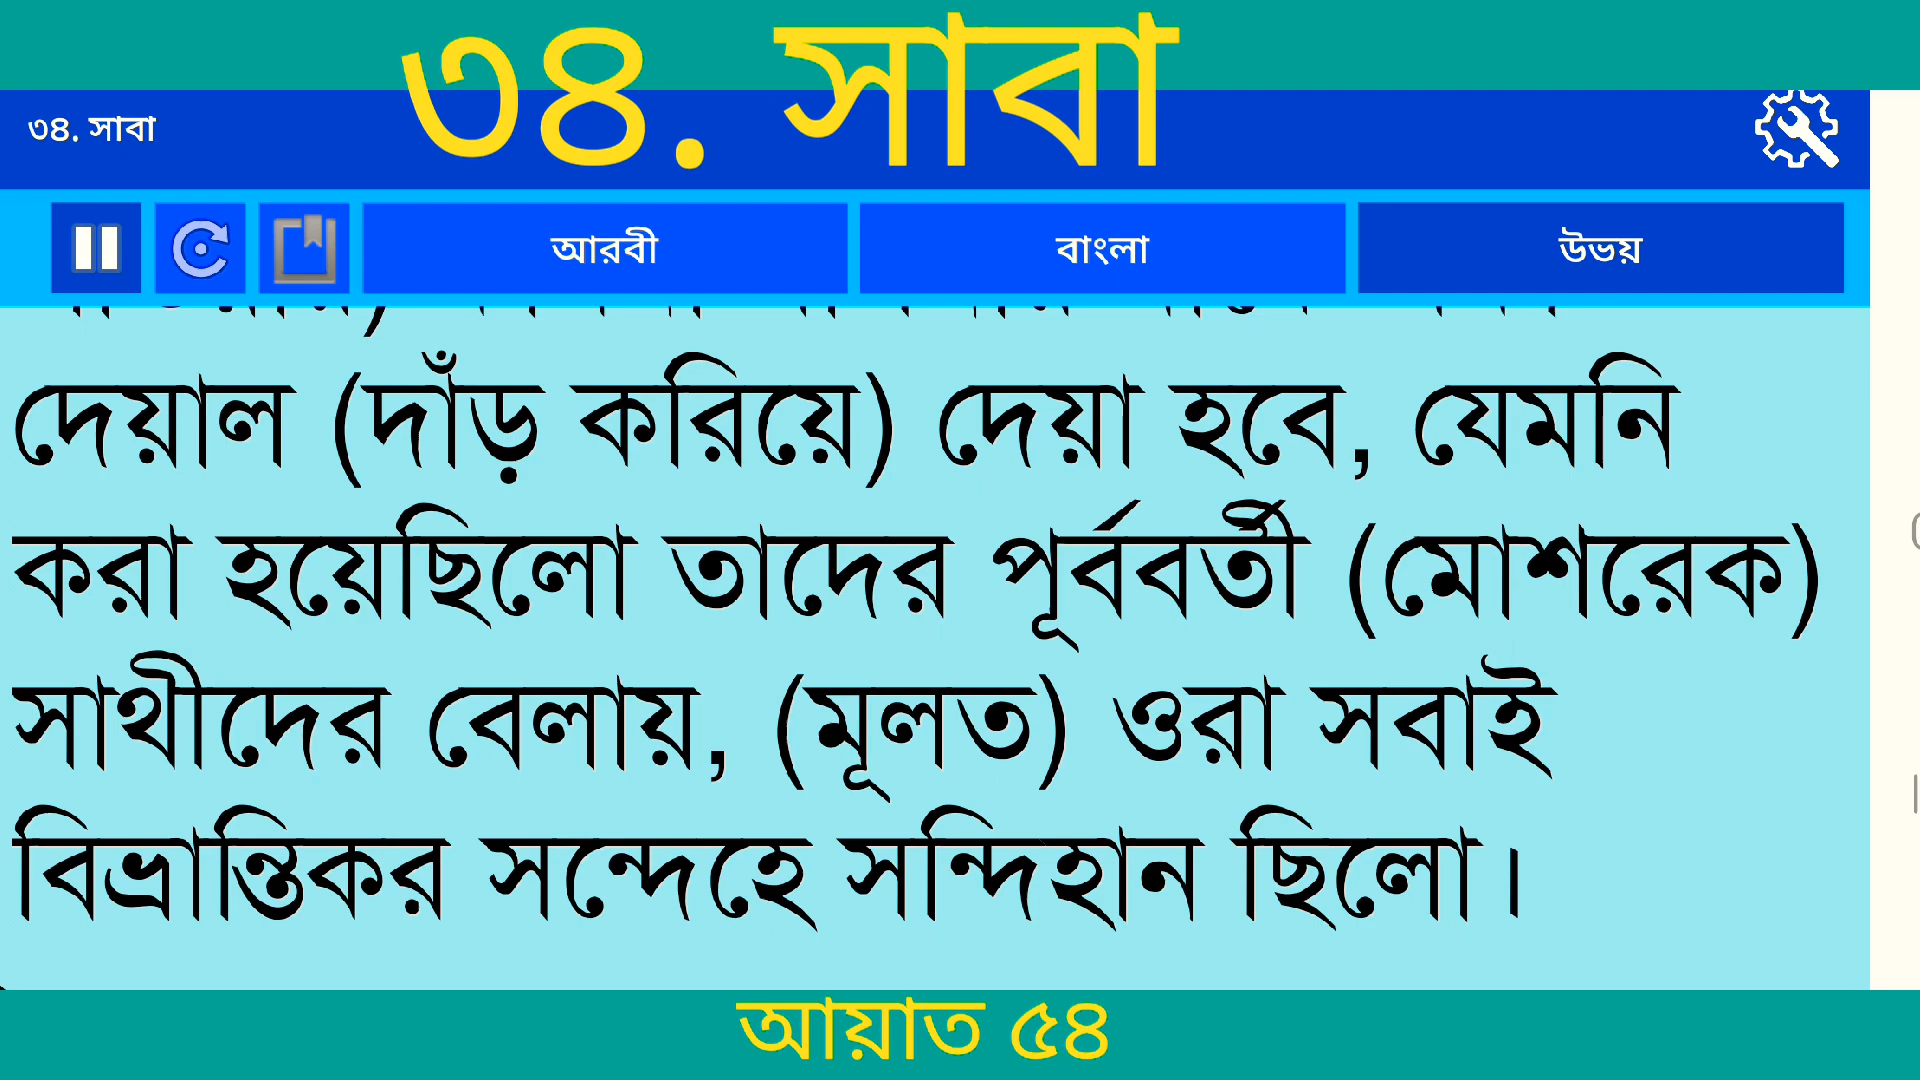 ৩৪. সাবা
৩৪. সাবা
আরবী বাংলা উভয়
দেয়াল (দাঁড় করিয়ে) দেয়া হবে, যেমনি
করা হয়েছিলো তাদের পূর্ববর্তী (মোশরেক)
সাথীদের বেলায়, (মূলত) ওরা সবাই
বিভ্রান্তিকর সন্দেহে সন্দিহান ছিলো।
আয়াত ৫৪